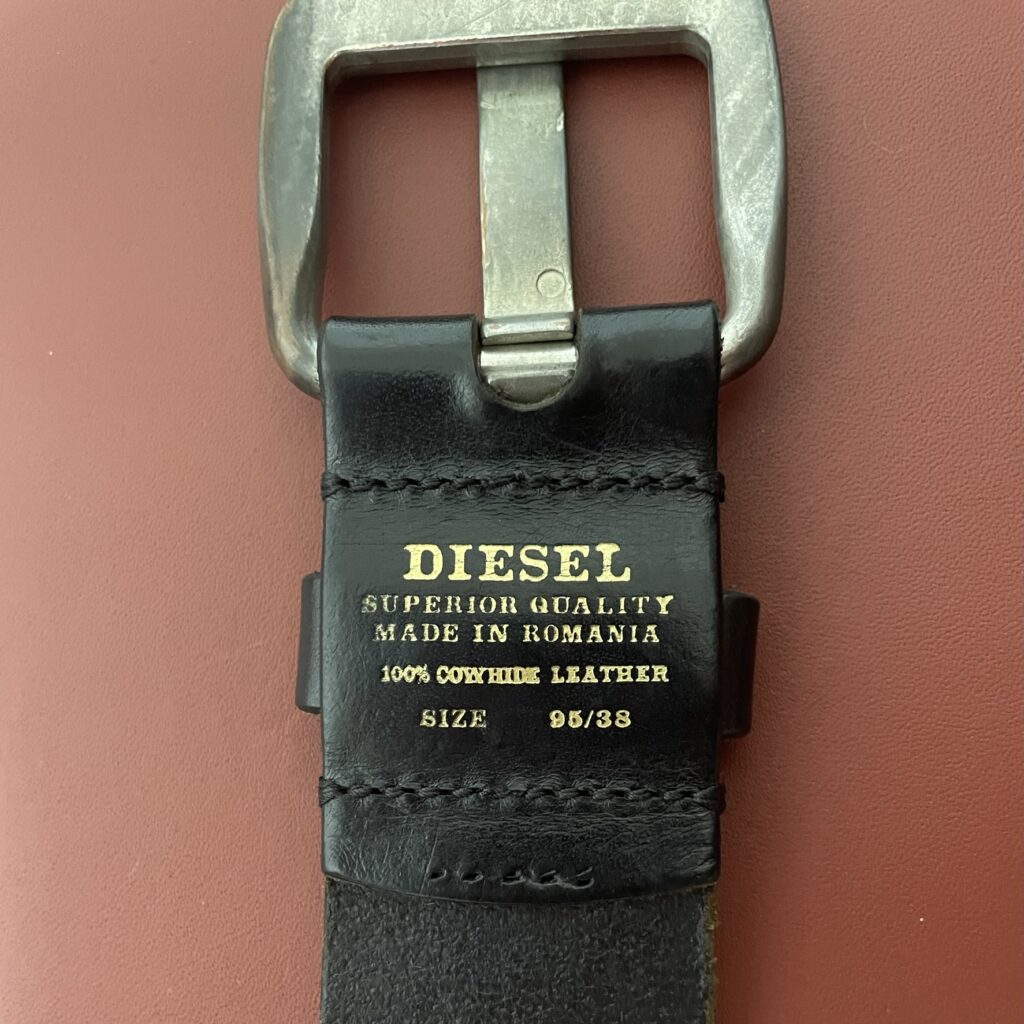 DIESEL
SUPERIOR QUALITY
MADE IN ROMANIA
100% COWHIDE LEATHER
SIZE 95/38